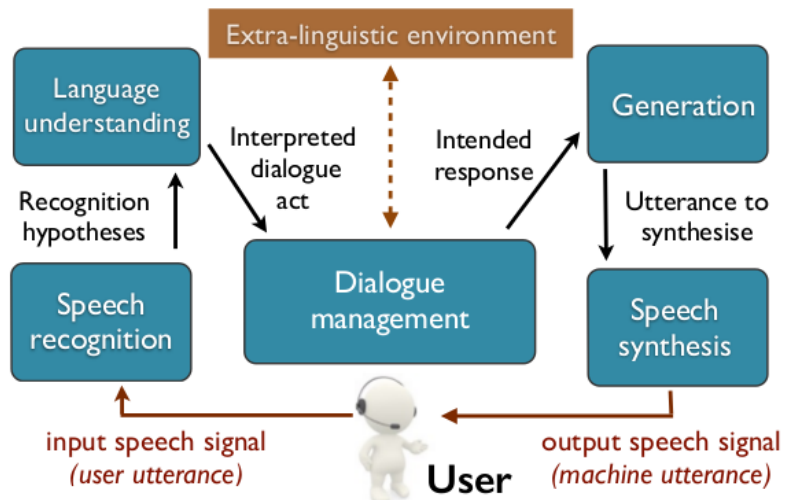 Extra-linguistic environment
Language
understanding
Generation
Interpreted
dialogue
act
Intended
response
Recognition
hypotheses
Utterance to
synthesise
Speech
recognition
Dialogue
management
Speech
synthesis
input speech signal
(user utterance)
User
output speech signal
(machine utterance)